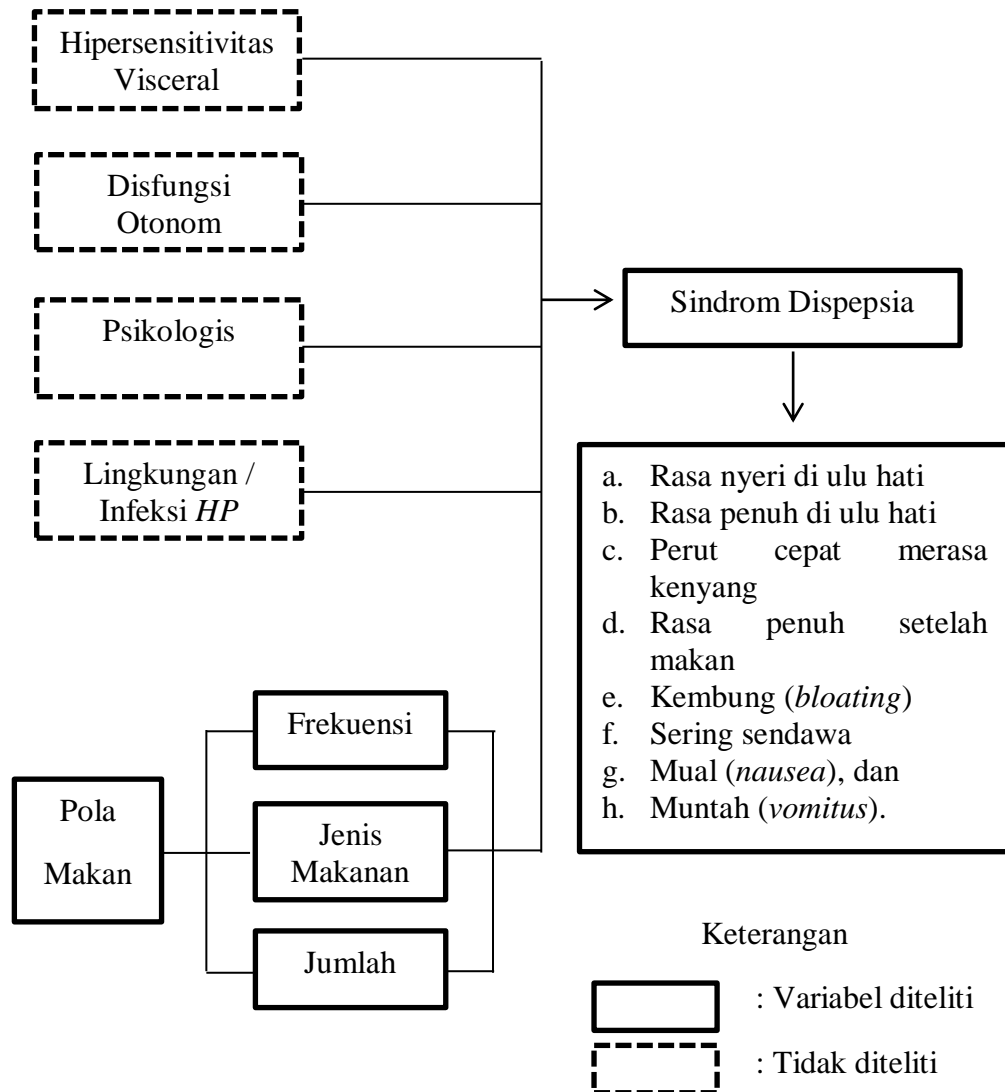 Hipersensitivitas
Visceral
Disfungsi
Otonom
Psikologis
Lingkungan /
Infeksi HP
Sindrom Dispepsia
a. Rasa nyeri di ulu hati
b. Rasa penuh di ulu hati
c. Perut cepat merasa
kenyang
d. Rasa penuh setelah
makan
e. Kembung (bloating)
f. Sering sendawa
g. Mual (nausea), dan
h. Muntah (vomitus).
Pola
Makan
Frekuensi
Jenis
Makanan
Jumlah
Keterangan
: Variabel diteliti
: Tidak diteliti